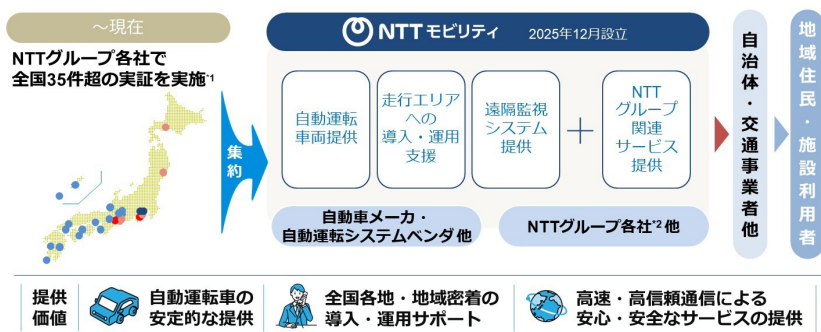 ～現在
NTTグループ各社で
全国35件超の実証を実施*1
集約
NTTモビリティ 2025年12月設立
自動運転
車両提供
走行エリア
への
導入・運用
支援
遠隔監視
システム
提供
＋
NTT
グループ
関連
サービス
提供
自動車メーカ・
自動運転システムベンダ他
NTTグループ各社*2他
自治体・交通事業者他
地域住民・施設利用者
提供
価値
自動運転車の
安定的な提供
全国各地・地域密着の
導入・運用サポート
高速・高信頼通信による
安心・安全なサービスの提供